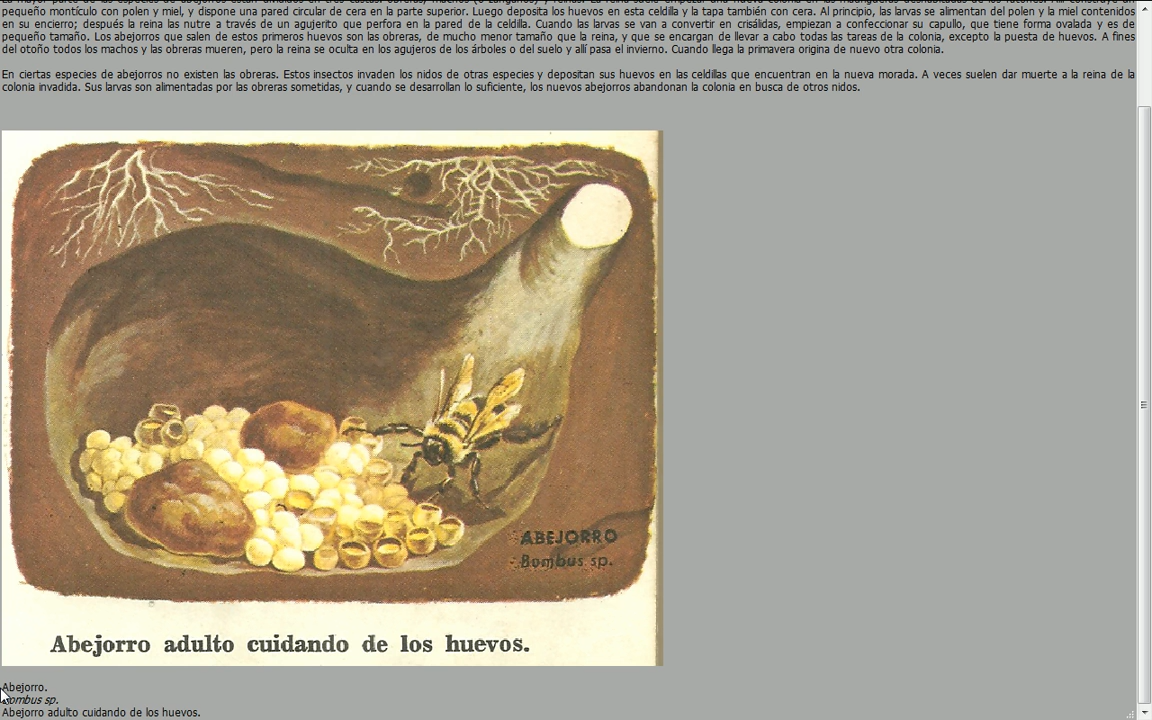 pequeño montículo con polen y miel, y dispone una pared circular de cera en la parte superior. Luego deposita los huevos en esta celdilla y la tapa también con cera. Al principio, las larvas se alimentan del polen y la miel contenidos
en su encierro; después la reina las nutre a través de un agujerito que perfora en la pared de la celdilla. Cuando las larvas se van a convertir en crisálidas, empiezan a confeccionar su capullo, que tiene forma ovalada y es de
pequeño tamaño. Los abejorros que salen de estos primeros huevos son las obreras, de mucho menor tamaño que la reina, y que se encargan de llevar a cabo todas las tareas de la colonia, excepto la puesta de huevos. A fines
del otoño todos los machos y las obreras mueren, pero la reina se oculta en los agujeros de los árboles o del suelo y allí pasa el invierno. Cuando llega la primavera origina de nuevo otra colonia.
En ciertas especies de abejorros no existen las obreras. Estos insectos invaden los nidos de otras especies y depositan sus huevos en las celdillas que encuentran en la nueva morada. A veces suelen dar muerte a la reina de la
colonia invadida. Sus larvas son alimentadas por las obreras sometidas, y cuando se desarrollan lo suficiente, los nuevos abejorros abandonan la colonia en busca de otros nidos.
ABEJORRO
Bombus sp.
Abejorro adulto cuidando de los huevos.
Abejorro.
Bombus sp.
Abejorro adulto cuidando de los huevos.